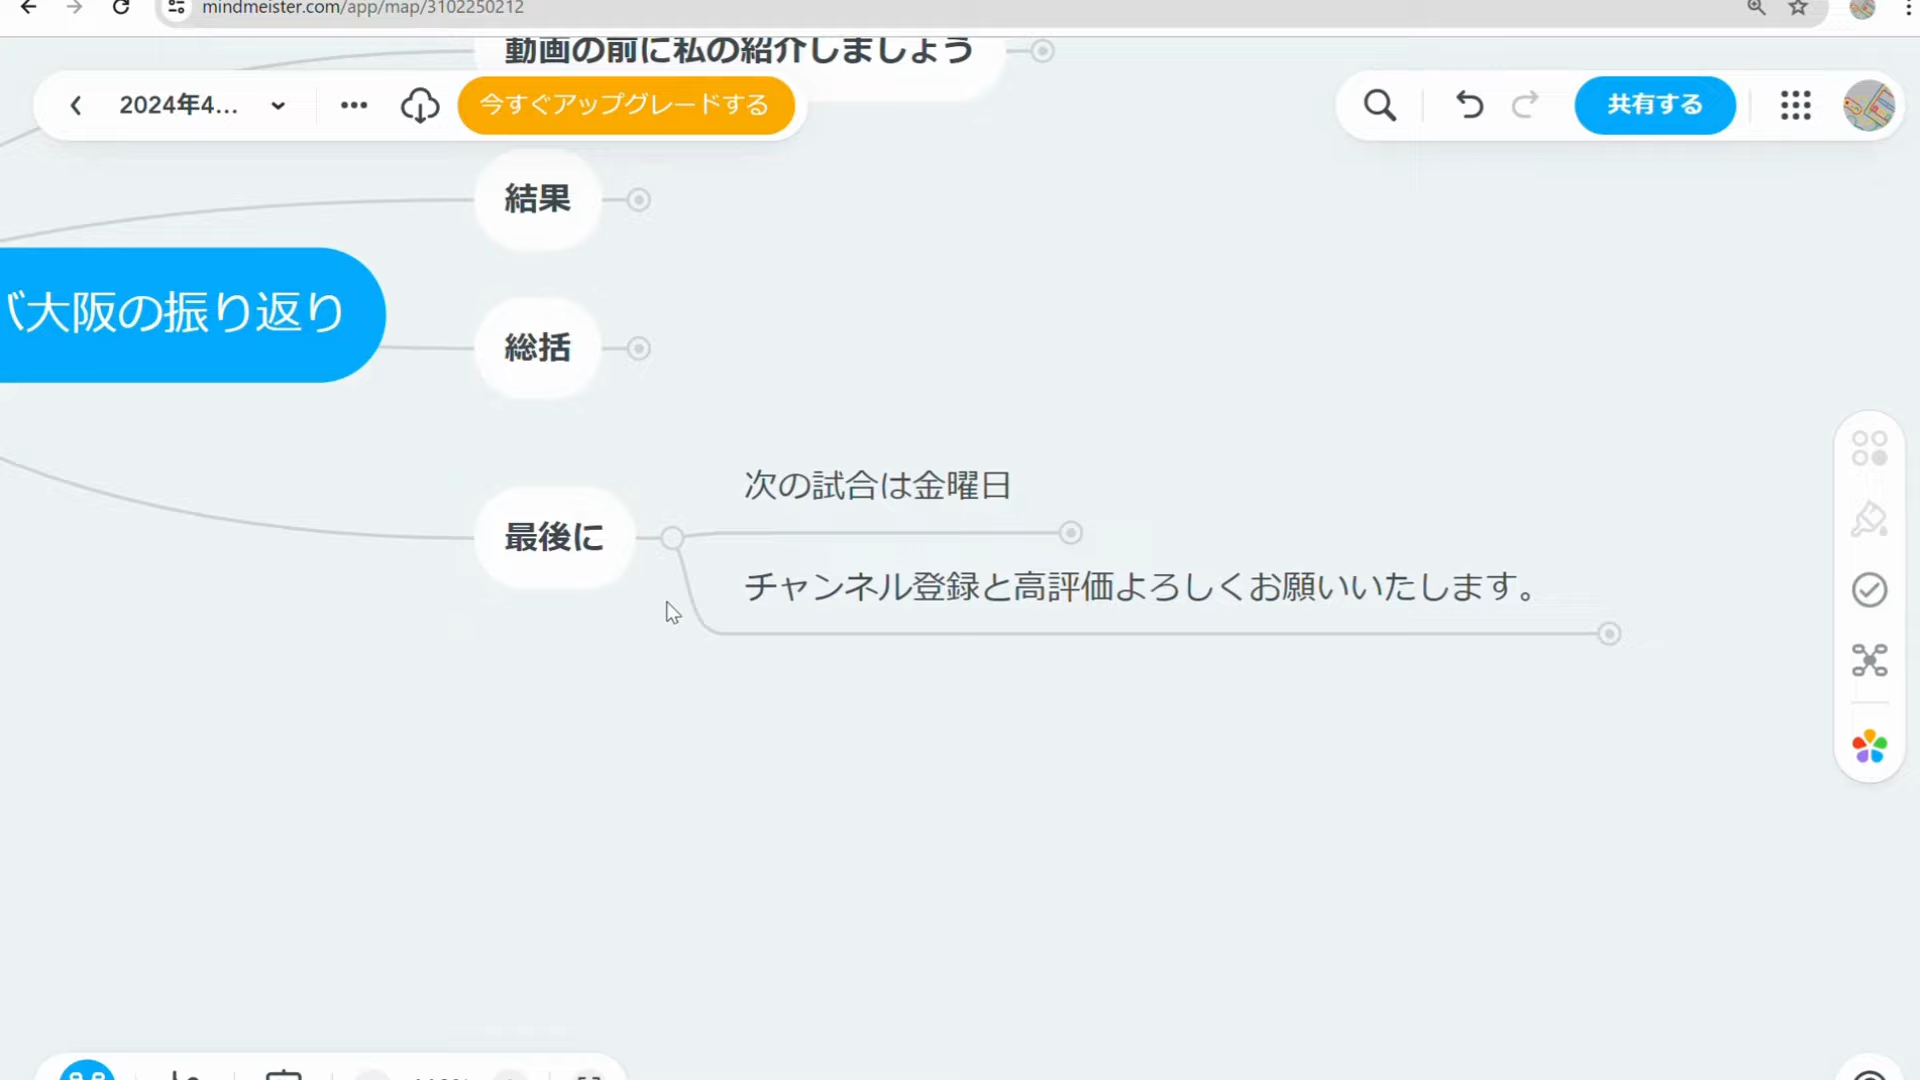 mindmeister.com/app/map/3102250212
動画の前に私の紹介しましょう
2024年4...
今すぐアップグレードする
共有する
結果
大阪の振り返り
総括
次の試合は金曜日
最後に
チャンネル登録と高評価よろしくお願いいたします。